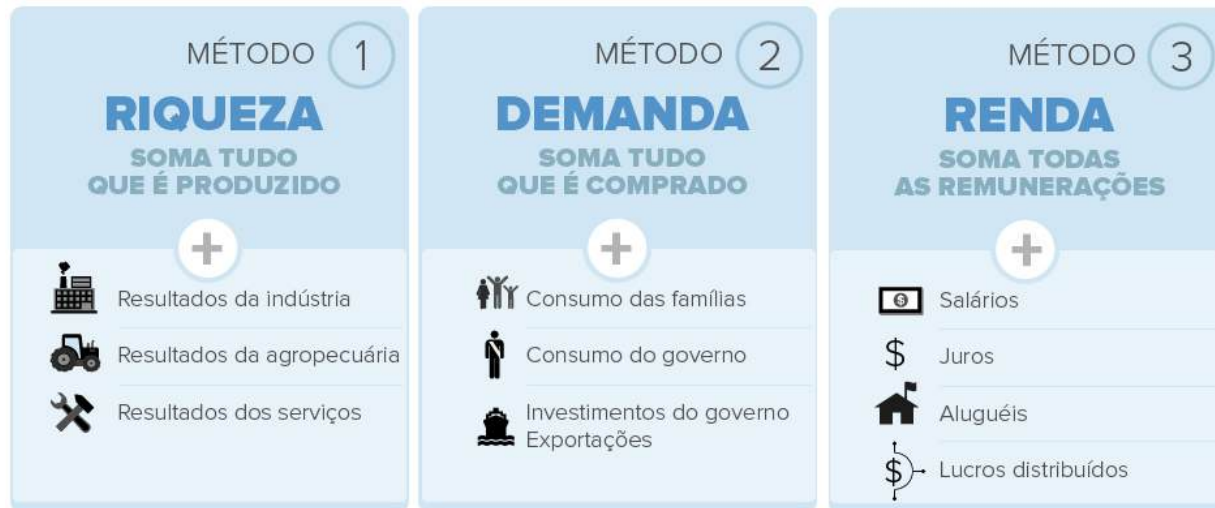 MÉTODO 1
RIQUEZA
SOMA TUDO
QUE É PRODUZIDO
+
Resultados da indústria
Resultados da agropecuária
Resultados dos serviços
MÉTODO 2
DEMANDA
SOMA TUDO
QUE É COMPRADO
+
Consumo das famílias
Consumo do governo
Investimentos do governo
Exportações
MÉTODO 3
RENDA
SOMA TODAS
AS REMUNERAÇÕES
+
Salários
$ Juros
Aluguéis
$ Lucros distribuídos